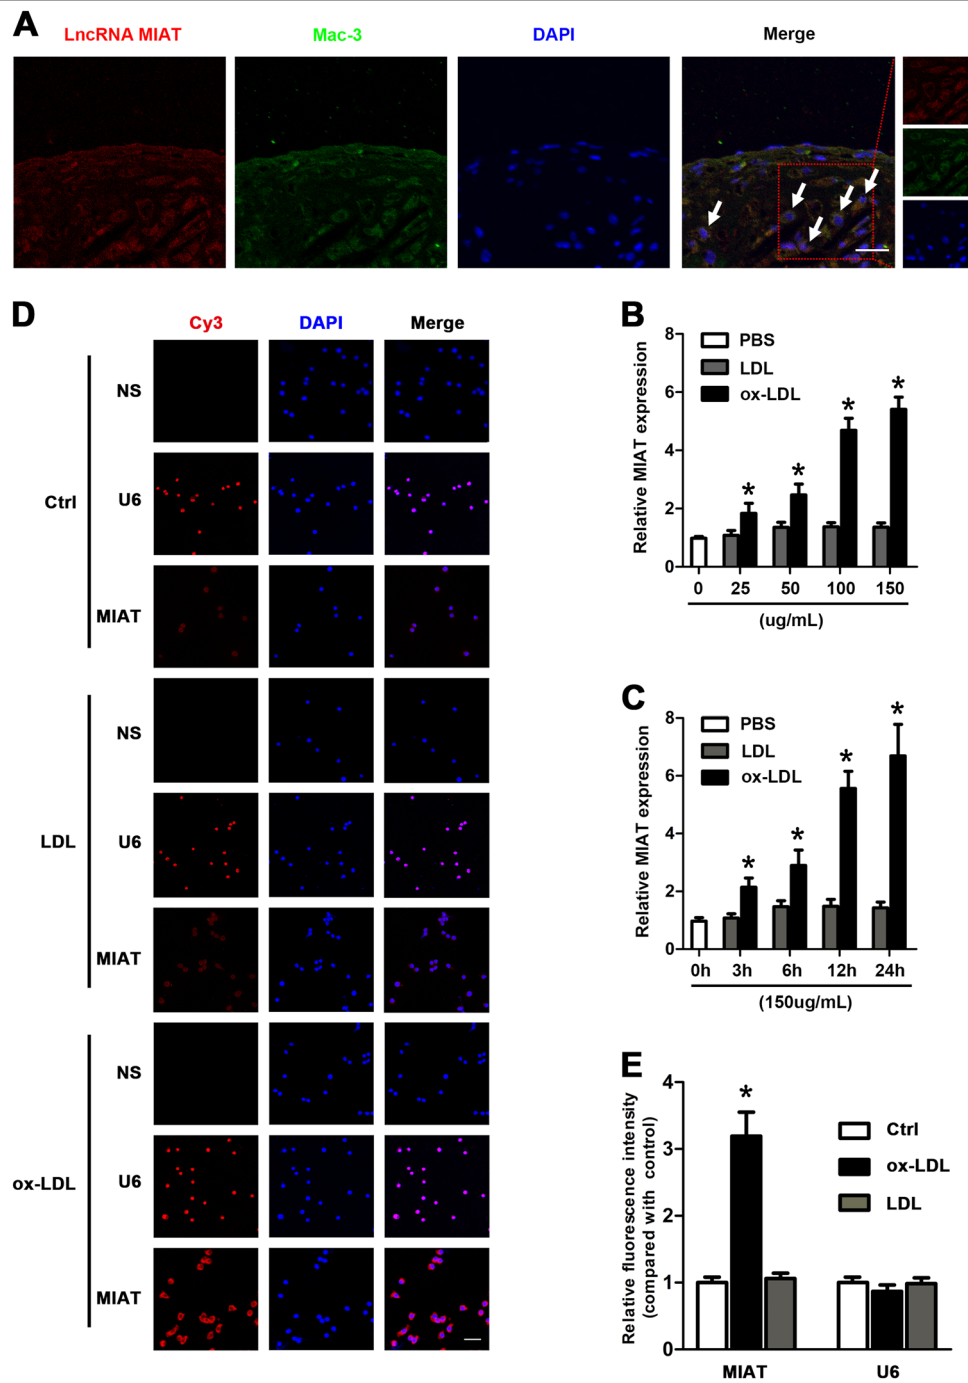 A
LncRNA MIAT
Mac-3
DAPI
Merge
D
Cy3
DAPI
Merge
Ctrl
NS
U6
MIAT
LDL
NS
U6
MIAT
ox-LDL
NS
U6
MIAT
B
Relative MIAT expression
8
6
4
2
0
PBS
LDL
ox-LDL
*
*
*
*
0 25 50 100 150
(ug/mL)
C
Relative MIAT expression
8
6
4
2
0
PBS
LDL
ox-LDL
*
*
*
*
0h 3h 6h 12h 24h
(150ug/mL)
E
Relative fluorescence intensity
(compared with control)
4
3
2
1
0
*
Ctrl
ox-LDL
LDL
MIAT U6